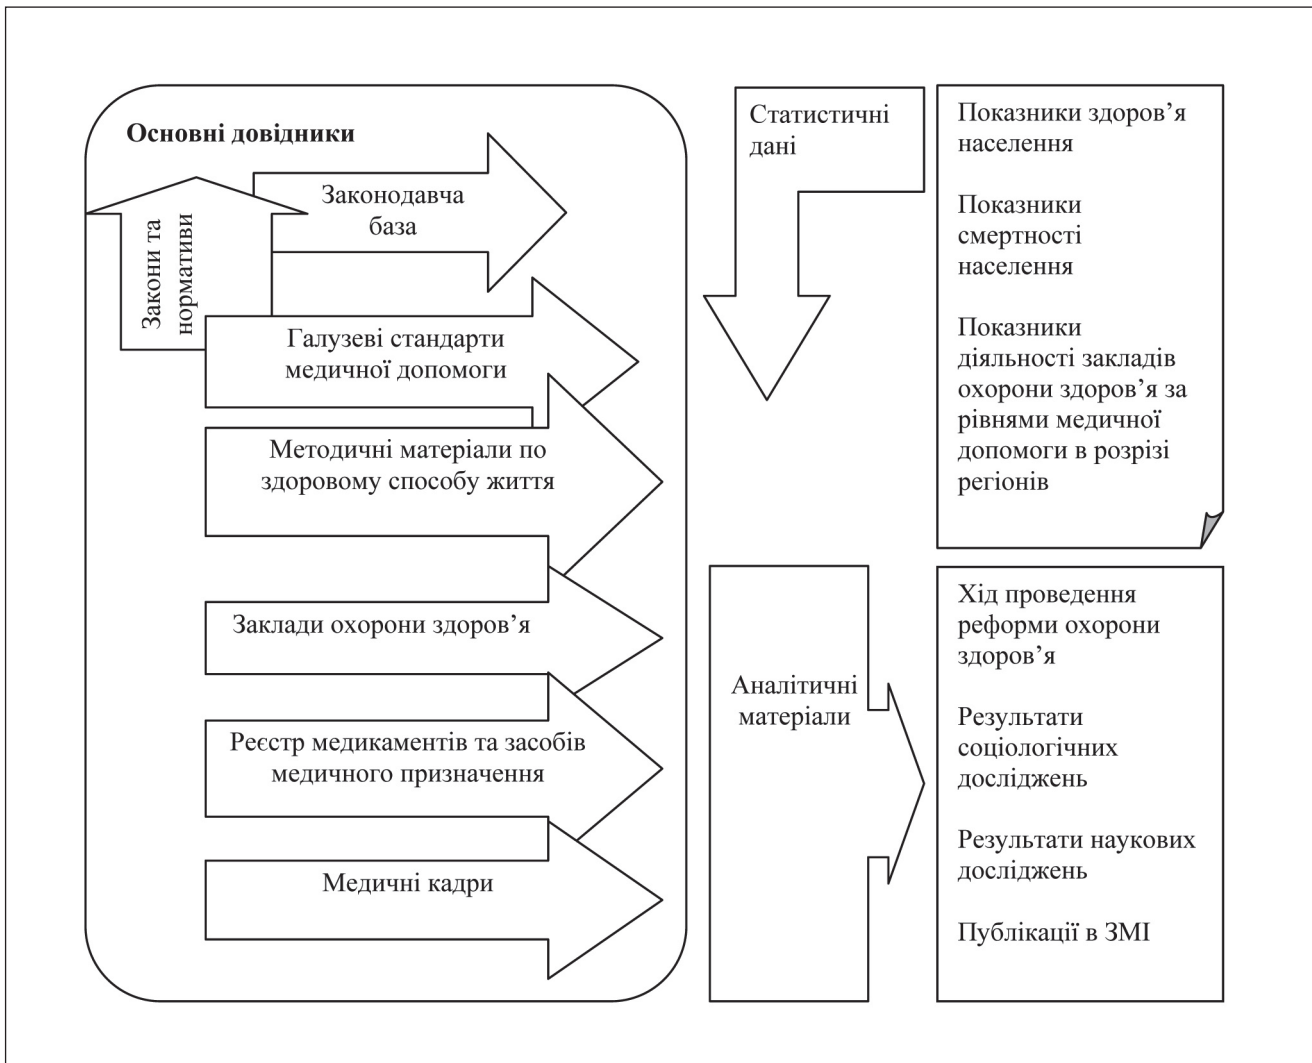 Основні довідники
Закони та
нормативи
Законодавча
база
Галузеві стандарти
медичної допомоги
Методичні матеріали по
здоровому способу життя
Заклади охорони здоров’я
Реєстр медикаментів та засобів
медичного призначення
Медичні кадри
Статистичні
дані
Показники здоров’я
населення
Показники
смертності
населення
Показники
діяльності закладів
охорони здоров’я за
рівнями медичної
допомоги в розрізі
регіонів
Аналітичні
матеріали
Хід проведення
реформи охорони
здоров’я
Результати
соціологічних
досліджень
Результати наукових
досліджень
Публікації в ЗМІ